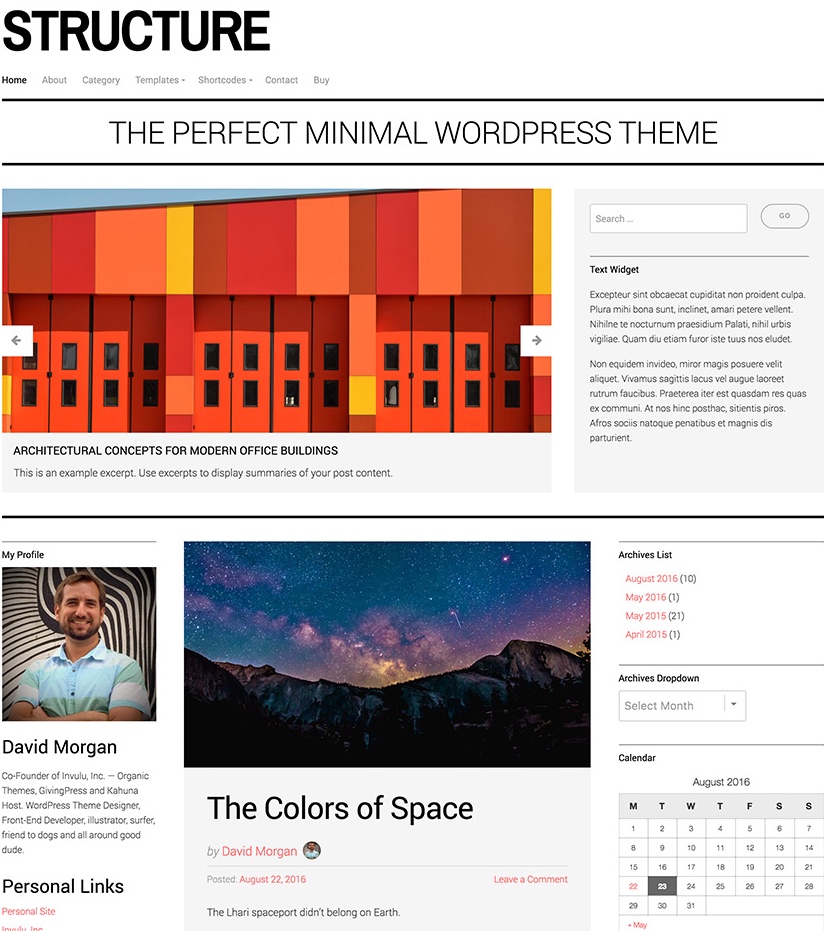 STRUCTURE
Home About Category Templates Shortcodes Contact Buy
THE PERFECT MINIMAL WORDPRESS THEME
ARCHITECTURAL CONCEPTS FOR MODERN OFFICE BUILDINGS
This is an example excerpt. Use excerpts to display summaries of your post content.
Search ...
GO
Text Widget
Excepteur sint obcaecat cupiditat non proident culpa.
Plura mihi bona sunt, inclinet, amari petere vellent.
Nihilne te nocturnum praesidium Palati, nihil urbis
vigiliae. Quam diu etiam furor iste tuus nos eludet.
Non equidem invideo, miror magis posuere velit
aliquet. Vivamus sagittis lacus vel augue laoreet
rutrum faucibus. Praeterea iter est quasdam res quas
ex communi. At nos hinc posthac, sitientis piros.
Afros sociis natoque penatibus et magnis dis
parturient.
My Profile
David Morgan
Co-Founder of Invulu, Inc. — Organic
Themes, GivingPress and Kahuna
Host. WordPress Theme Designer,
Front-End Developer, illustrator, surfer,
friend to dogs and all around good
dude.
Personal Links
Personal Site
Invulu, Inc.
The Colors of Space
by David Morgan
Posted: August 22, 2016
Leave a Comment
The Lhari spaceport didn't belong on Earth.
Archives List
August 2016 (10)
May 2016 (1)
May 2015 (21)
April 2015 (1)
Archives Dropdown
Select Month
Calendar
August 2016
M T W T F S S
1 2 3 4 5 6 7
8 9 10 11 12 13 14
15 16 17 18 19 20 21
22 23 24 25 26 27 28
29 30 31
« May